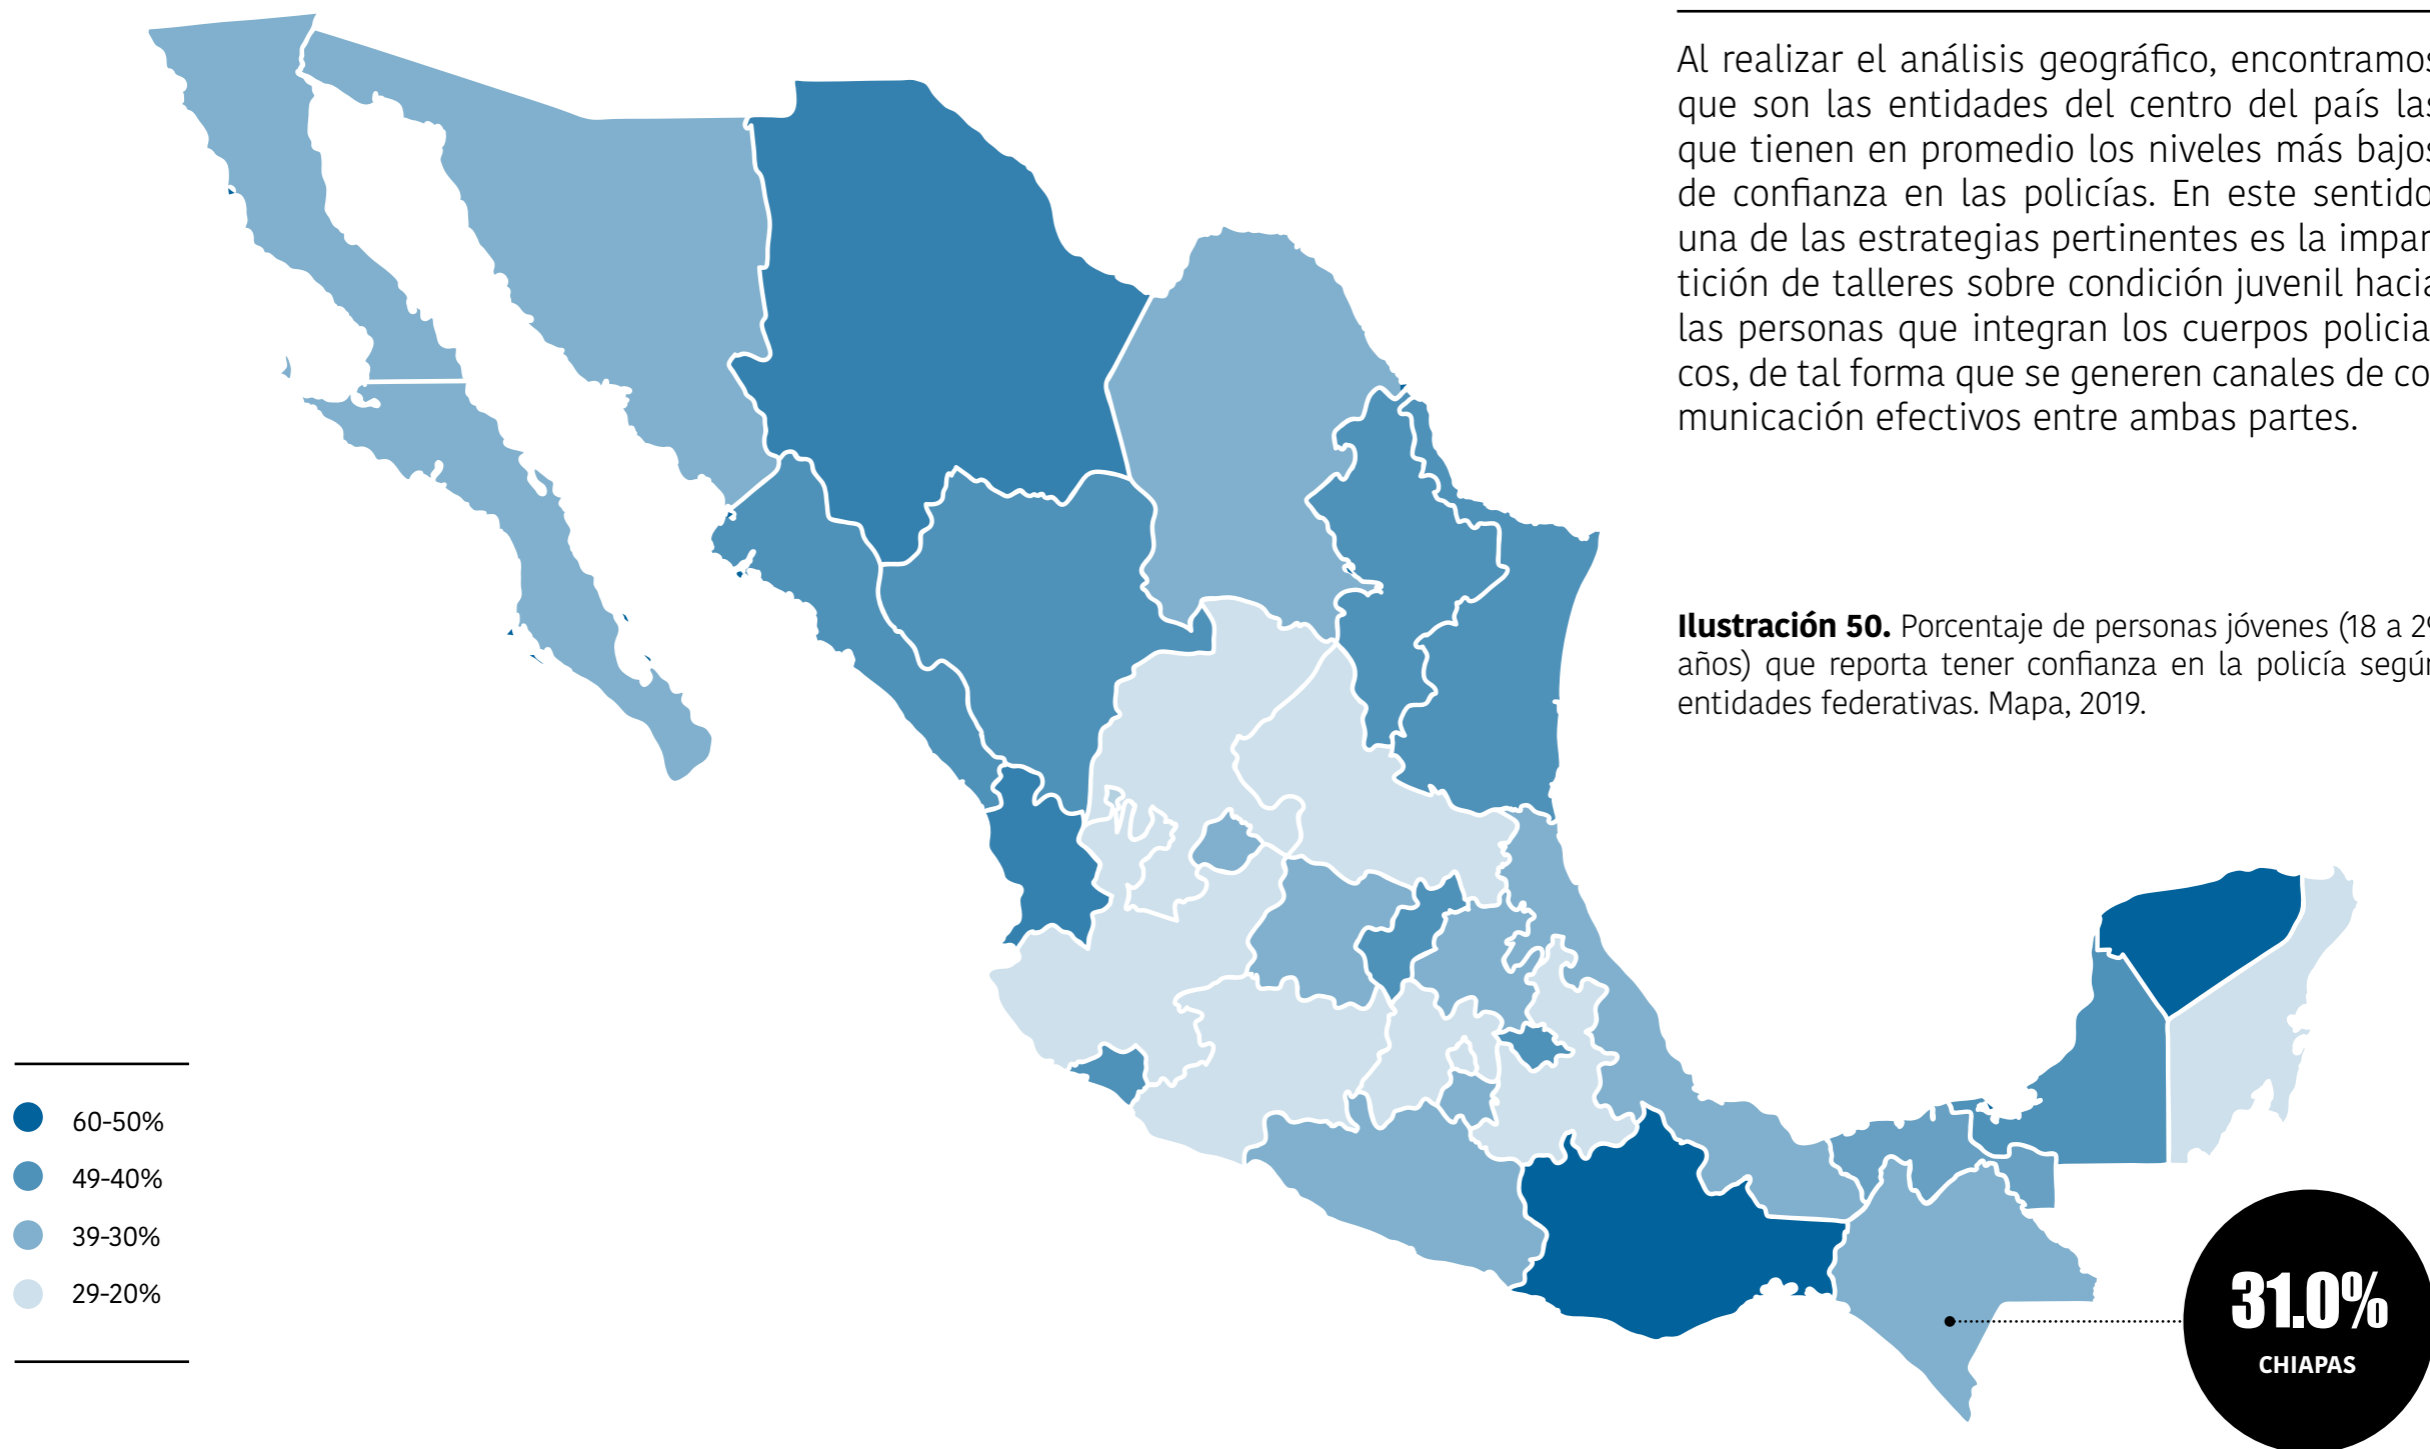 Al realizar el análisis geográfico, encontramos
que son las entidades del centro del país las
que tienen en promedio los niveles más bajos
de confianza en las policías. En este sentido
una de las estrategias pertinentes es la impar
tición de talleres sobre condición juvenil hacia
las personas que integran los cuerpos policia
cos, de tal forma que se generen canales de co
municación efectivos entre ambas partes.
Ilustración 50. Porcentaje de personas jóvenes (18 a 29
años) que reporta tener confianza en la policía según
entidades federativas. Mapa, 2019.
60-50%
49-40%
39-30%
29-20%
31.0%
CHIAPAS